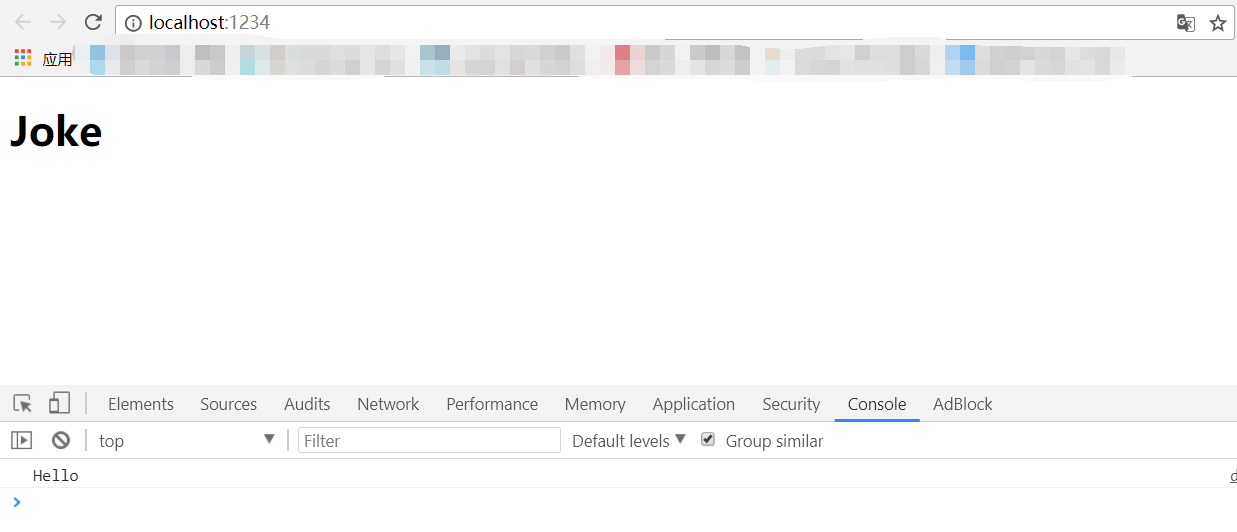 localhost:1234
应用
Joke
Elements Sources Audits Network Performance Memory Application Security Console AdBlock
top Filter Default levels Group similar
Hello